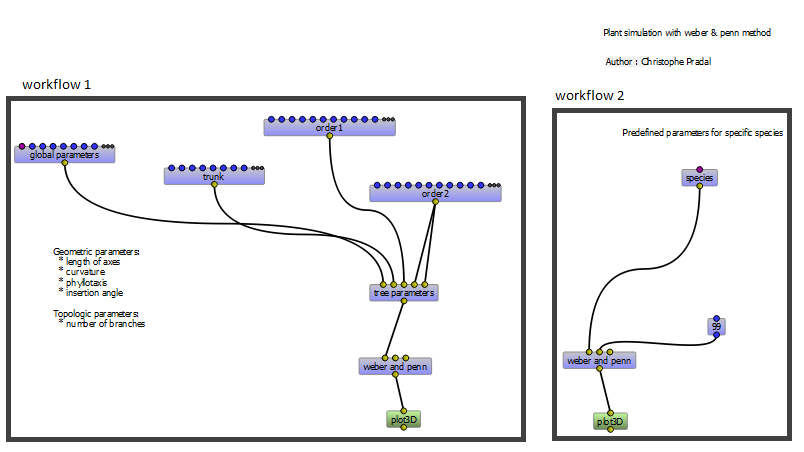 Plant simulation with weber & penn method
Author : Christophe Pradal
workflow 1
order1
global parameters
trunk
order2
Geometric parameters:
* length of axes
* curvature
* phyllotaxis
* insertion angle
Topologic parameters:
* number of branches
tree parameters
weber and penn
plot3D
workflow 2
Predefined parameters for specific species
species
99
weber and penn
plot3D